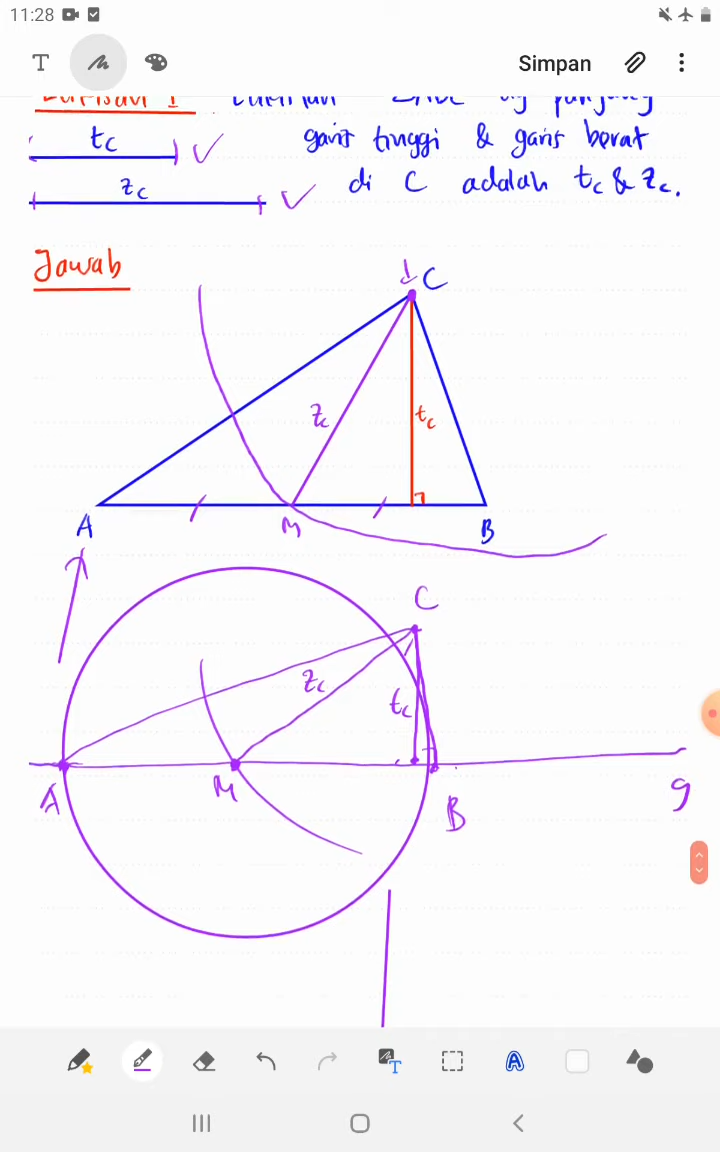 11:28
T
Simpan
tc
garis tinggi & garis berat
zc
di C adalah tc & zc.
Jawab
C
zc
tc
A
M
B
C
zc
tc
A
M
B
g
T
A